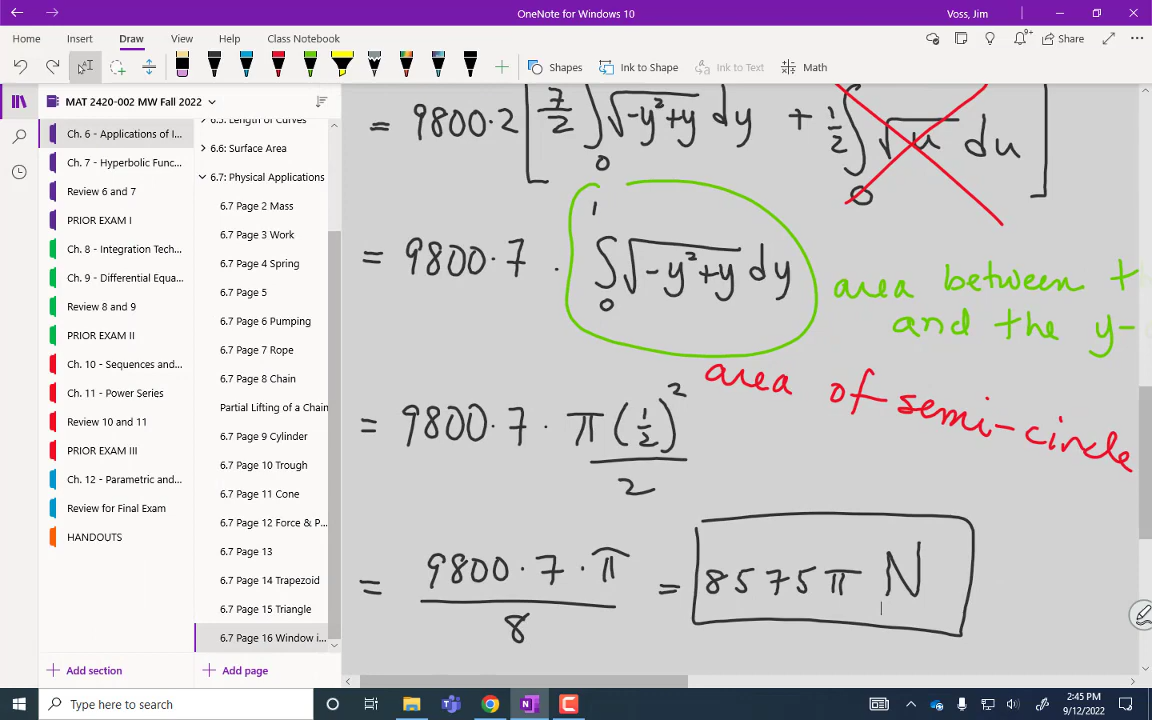 OneNote for Windows 10
Voss, Jim
Home Insert Draw View Help Class Notebook
Share
Shapes Ink to Shape Ink to Text Math
MAT 2420-002 MW Fall 2022
Ch. 6 - Applications of I...
Ch. 7 - Hyperbolic Func...
Review 6 and 7
PRIOR EXAM I
Ch. 8 - Integration Tech...
Ch. 9 - Differential Equa...
Review 8 and 9
PRIOR EXAM II
Ch. 10 - Sequences and...
Ch. 11 - Power Series
Review 10 and 11
PRIOR EXAM III
Ch. 12 - Parametric and...
Review for Final Exam
HANDOUTS
Add section
6.5: Length of Curves
6.6: Surface Area
6.7: Physical Applications
6.7 Page 2 Mass
6.7 Page 3 Work
6.7 Page 4 Spring
6.7 Page 5
6.7 Page 6 Pumping
6.7 Page 7 Rope
6.7 Page 8 Chain
Partial Lifting of a Chain
6.7 Page 9 Cylinder
6.7 Page 10 Trough
6.7 Page 11 Cone
6.7 Page 12 Force & P...
6.7 Page 13
6.7 Page 14 Trapezoid
6.7 Page 15 Triangle
6.7 Page 16 Window i...
Add page
= 9800·2 [ 7/2 ∫₀ √(-y²+y) dy + 1/2 ∫₀ √u du ]
= 9800·7 · ∫₀¹ √(-y²+y) dy
area between
and the y-
area of semi-circle
= 9800·7 · π(1/2)²/2
= 9800·7·π/8 = 8575π N
Type here to search
2:45 PM
9/12/2022